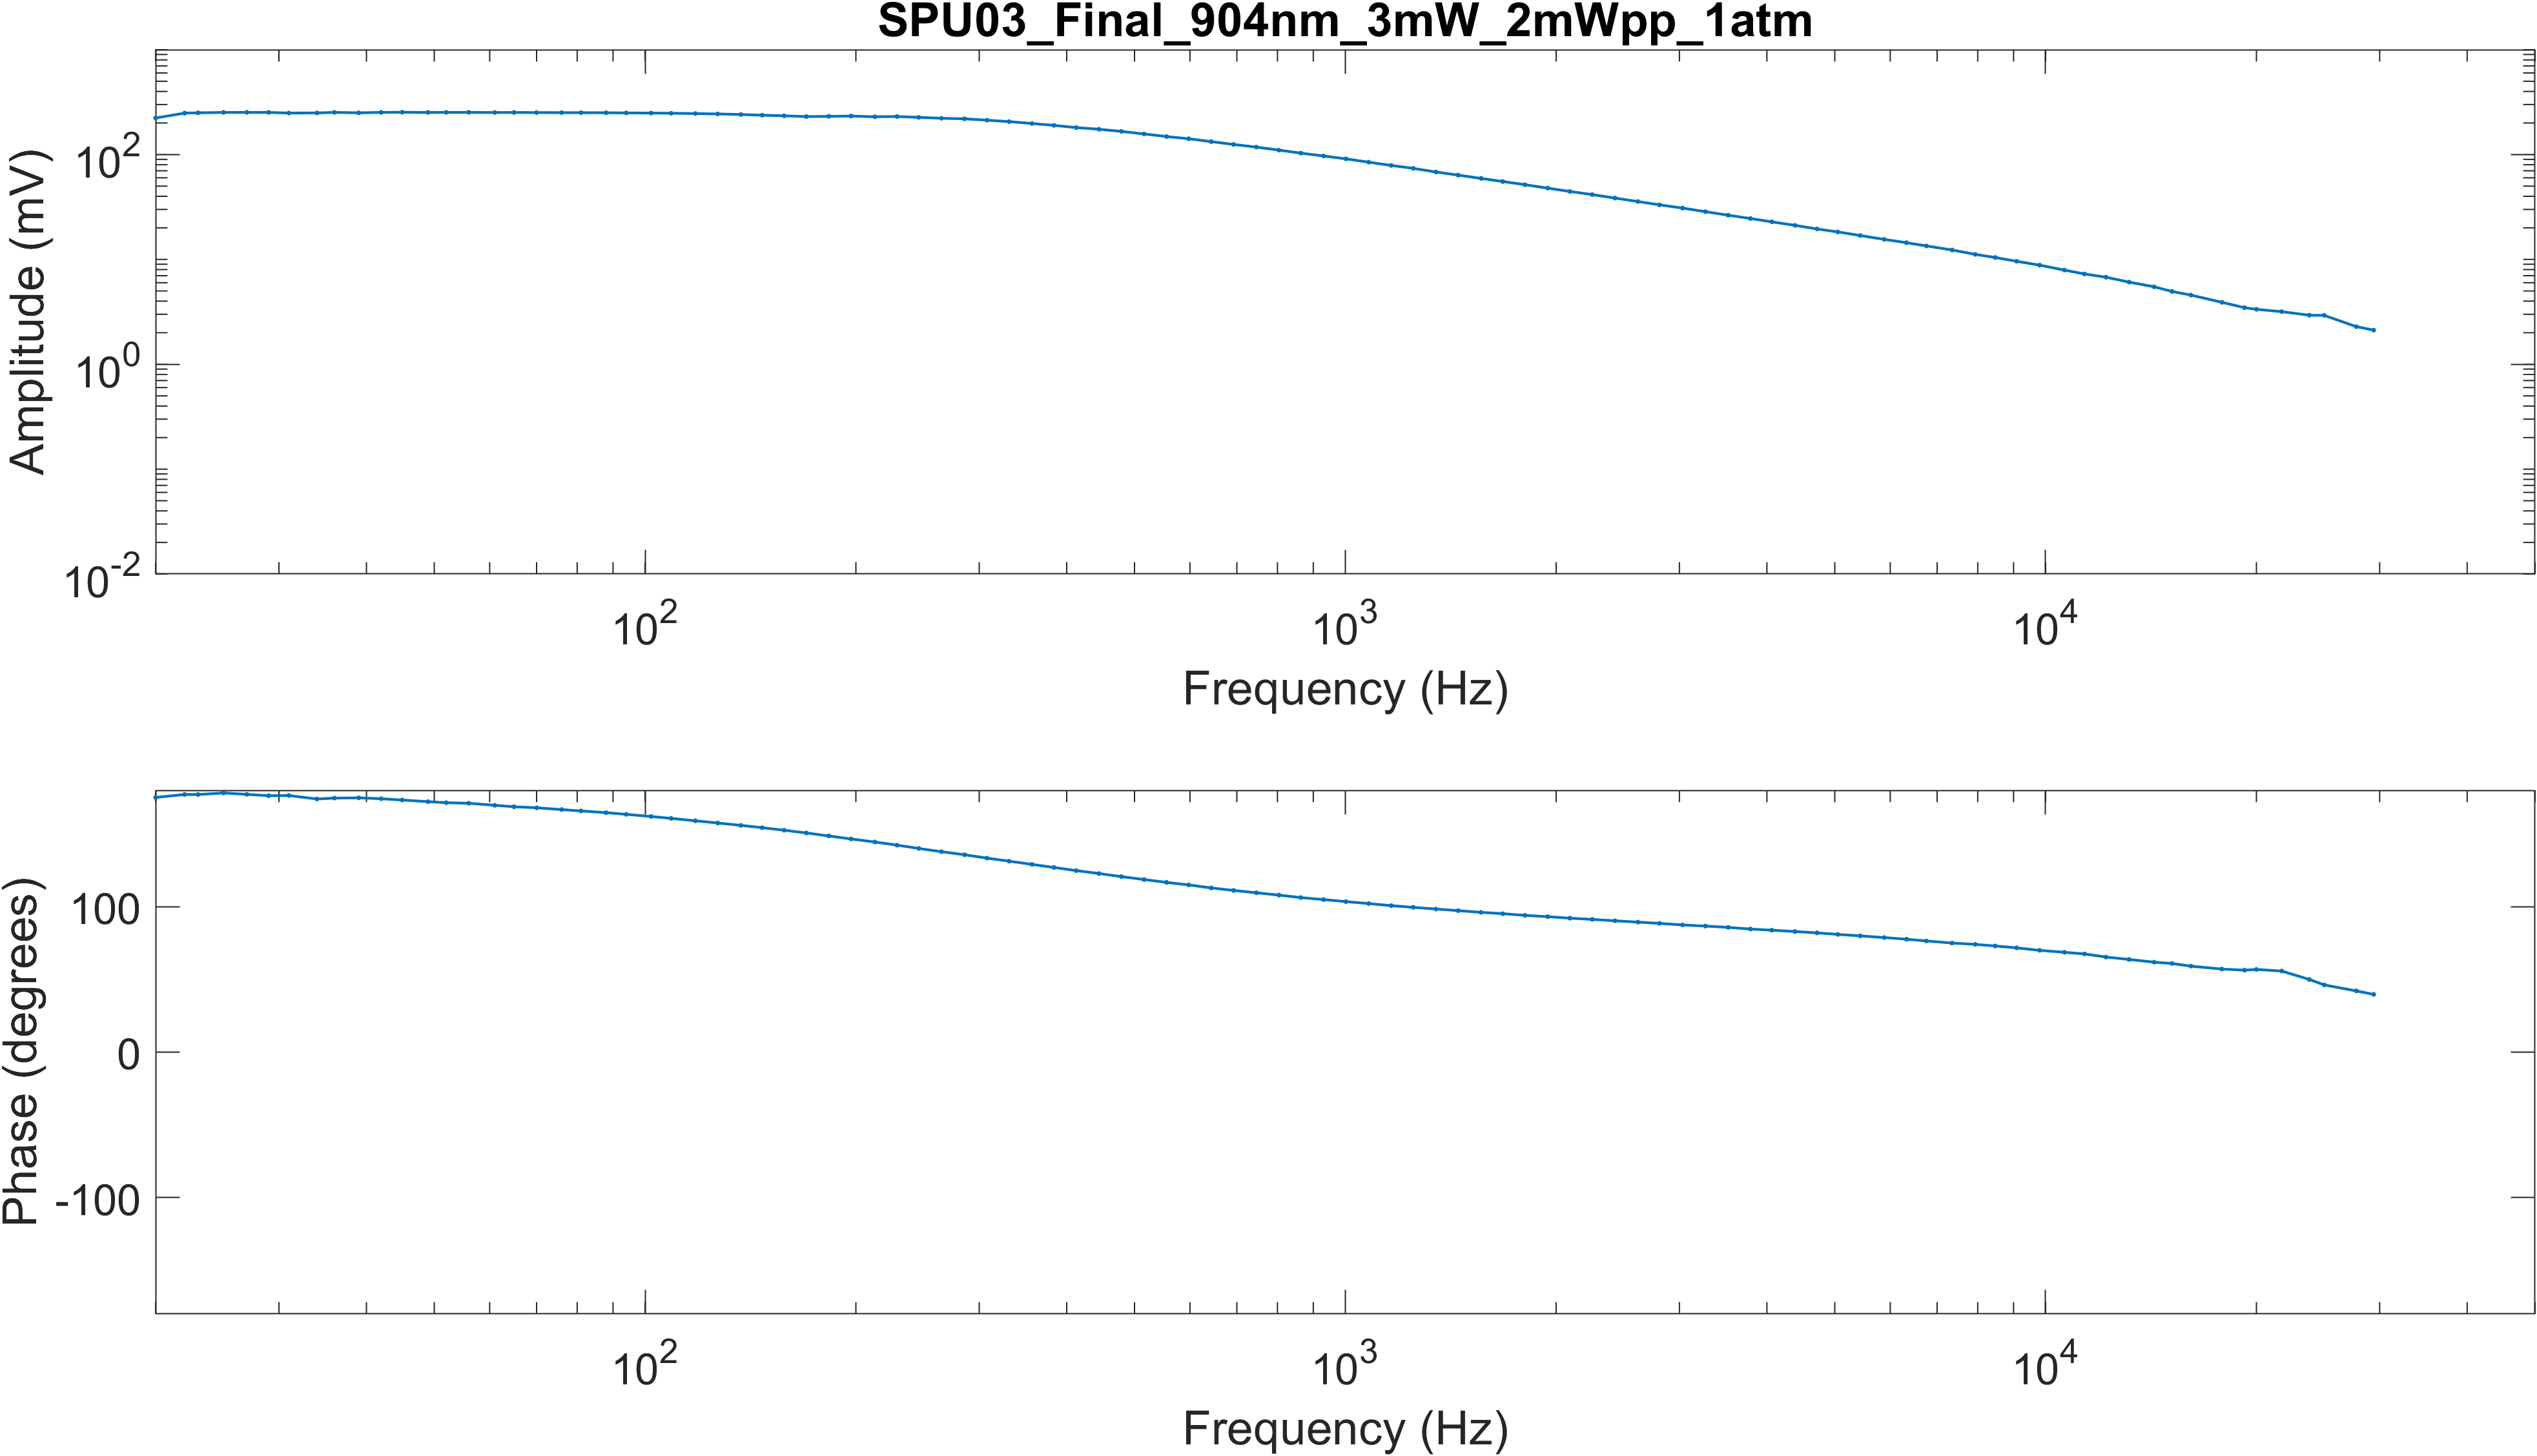 SPU03_Final_904nm_3mW_2mWpp_1atm
Amplitude (mV)
10^2
10^0
10^-2
10^2 10^3 10^4
Frequency (Hz)
Phase (degrees)
100
0
-100
10^2 10^3 10^4
Frequency (Hz)